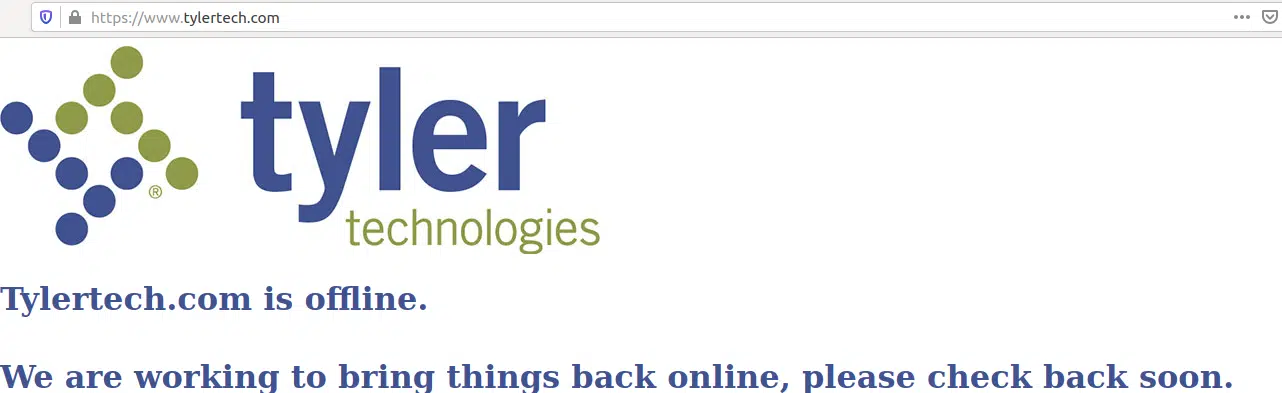 https://www.tylertech.com
tyler
technologies
®
Tylertech.com is offline.
We are working to bring things back online, please check back soon.